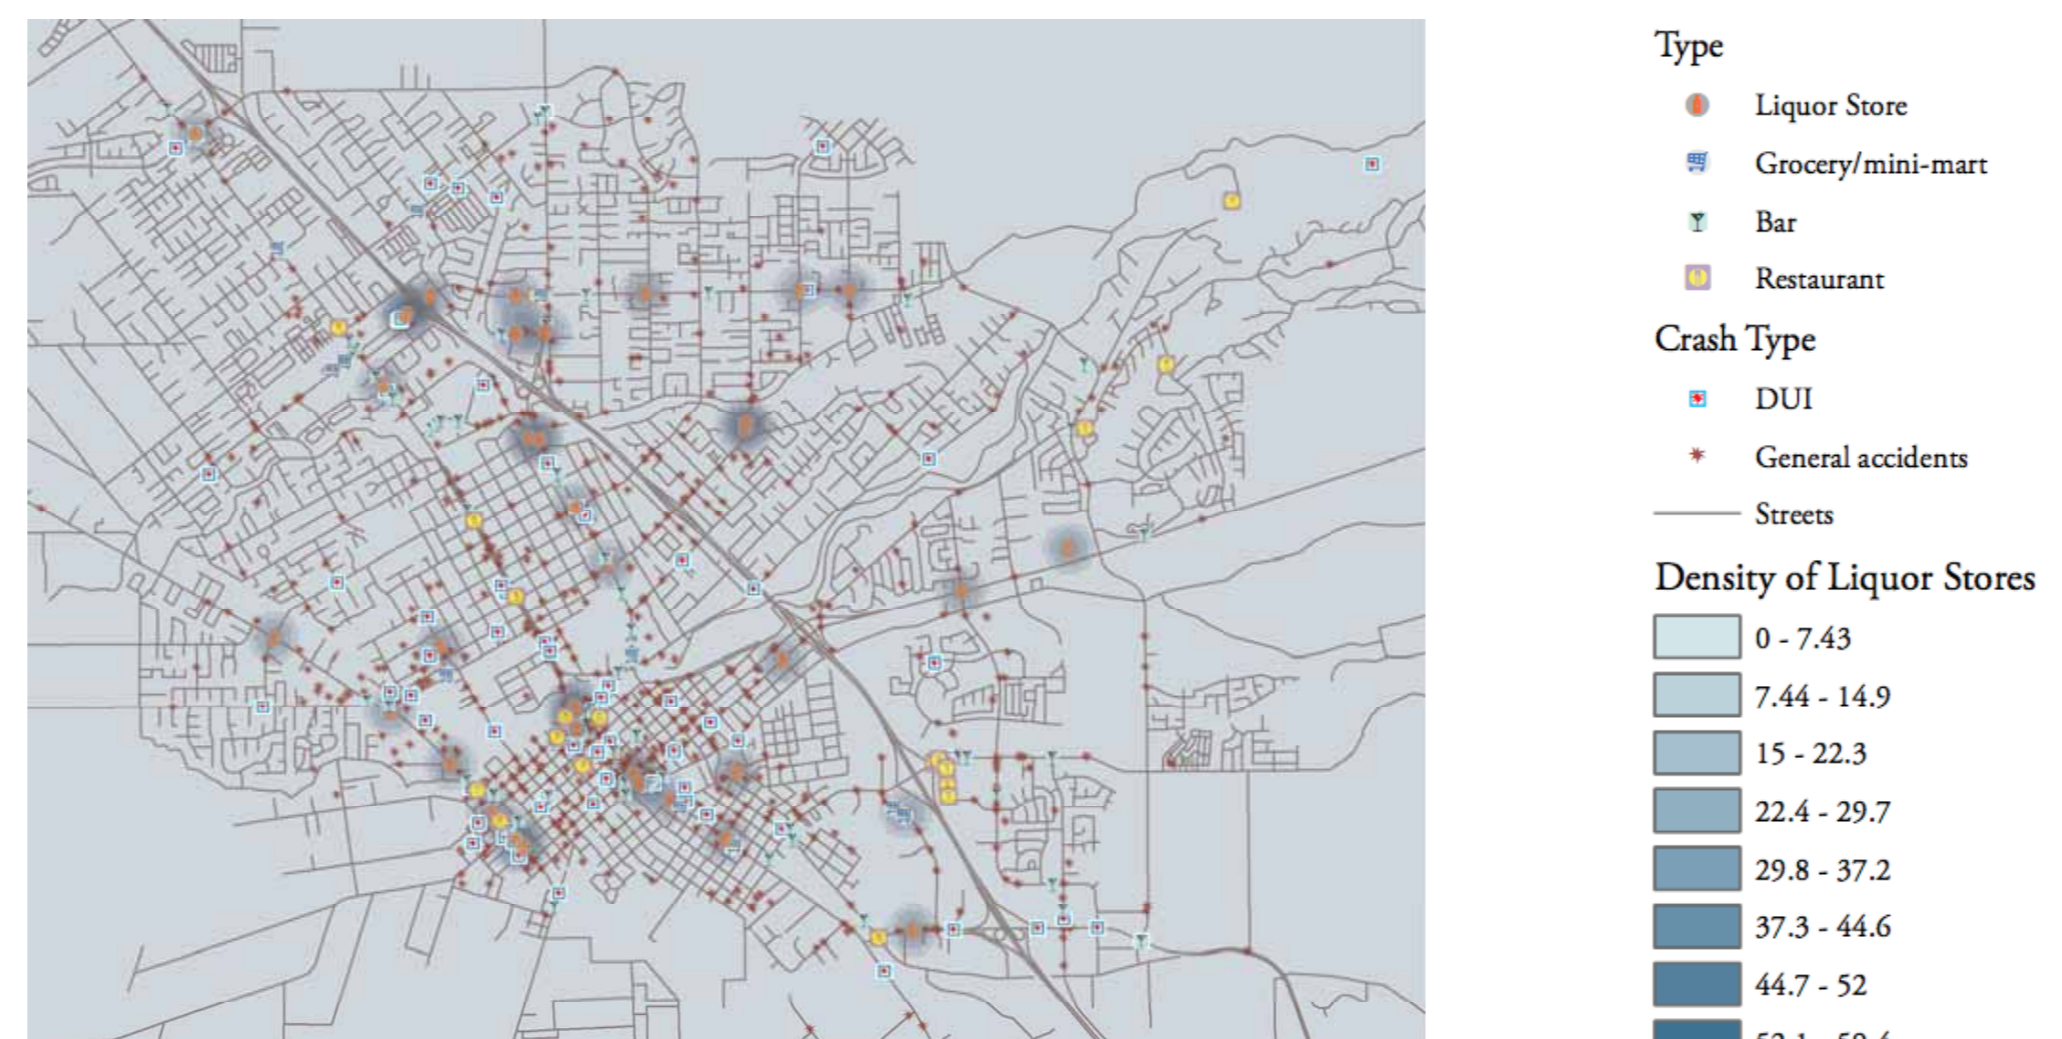 Type
Liquor Store
Grocery/mini-mart
Bar
Restaurant
Crash Type
DUI
General accidents
Streets
Density of Liquor Stores
0 - 7.43
7.44 - 14.9
15 - 22.3
22.4 - 29.7
29.8 - 37.2
37.3 - 44.6
44.7 - 52